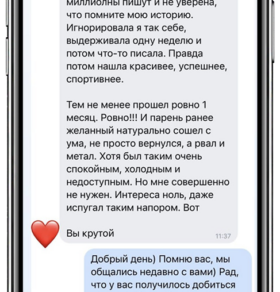 миллиолны пишут и не уверена,
что помните мою историю.
Игнорировала я так себе,
выдерживала одну неделю и
потом что-то писала. Правда
потом нашла красивее, успешнее,
спортивнее.
Тем не менее прошел ровно 1
месяц. Ровно!!! И парень ранее
желанный натурально сошел с
ума, не просто вернулся, а рвал и
метал. Хотя был таким очень
спокойным, холодным и
недоступным. Но мне совершенно
не нужен. Интереса ноль, даже
испугал таким напором. Вот
Вы крутой
11:37
Добрый день) Помню вас, мы
общались недавно с вами) Рад,
что у вас получилось добиться